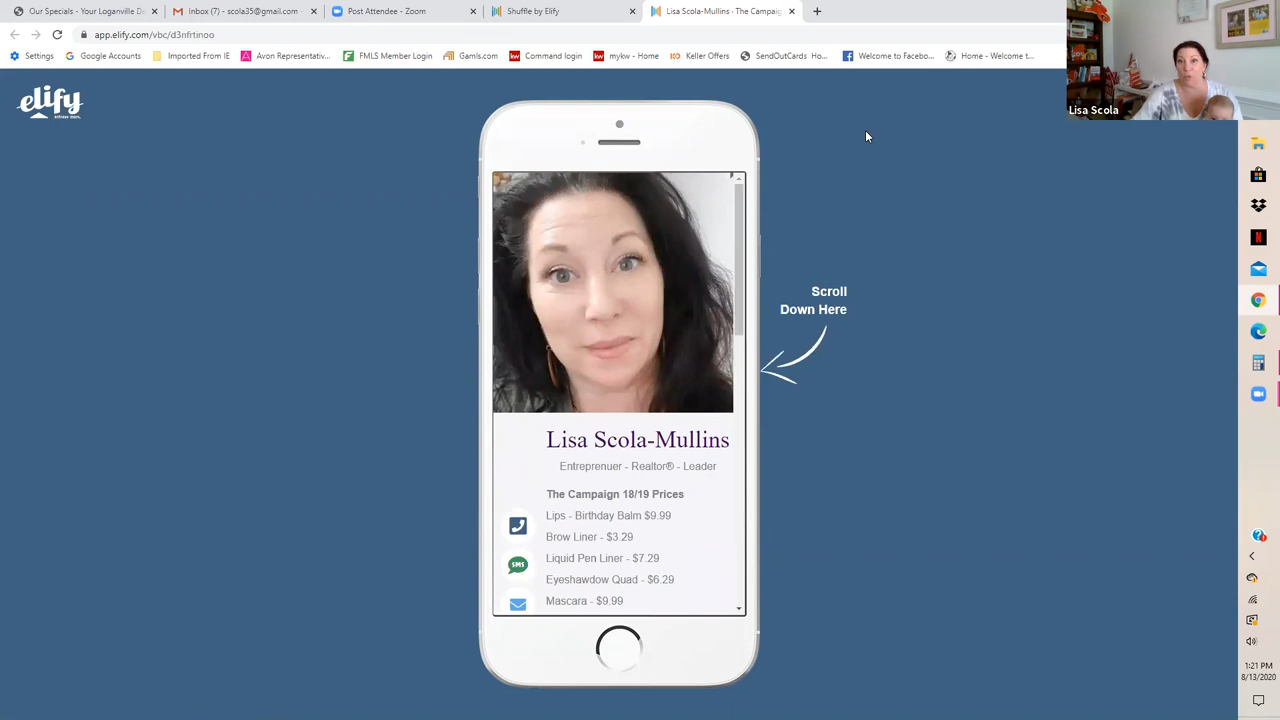 Our Specials - Your Loganville De
Inbox (7) - scola35@gmail.com
Post Attendee - Zoom
Shuffle by Elify
Lisa Scola-Mullins - The Campaig
app.elify.com/vbc/d3nfrtinoo
Settings
Google Accounts
Imported From IE
Avon Representativ...
FMLS Member Login
Gamls.com
Command login
mykw - Home
Keller Offers
SendOutCards Ho...
Welcome to Facebo...
Home - Welcome t...
Lisa Scola
elify
Scroll
Down Here
Lisa Scola-Mullins
Entreprenuer - Realtor® - Leader
The Campaign 18/19 Prices
Lips - Birthday Balm $9.99
Brow Liner - $3.29
Liquid Pen Liner - $7.29
Eyeshawdow Quad - $6.29
SMS
Mascara - $9.99
1:21 PM
8/13/2020